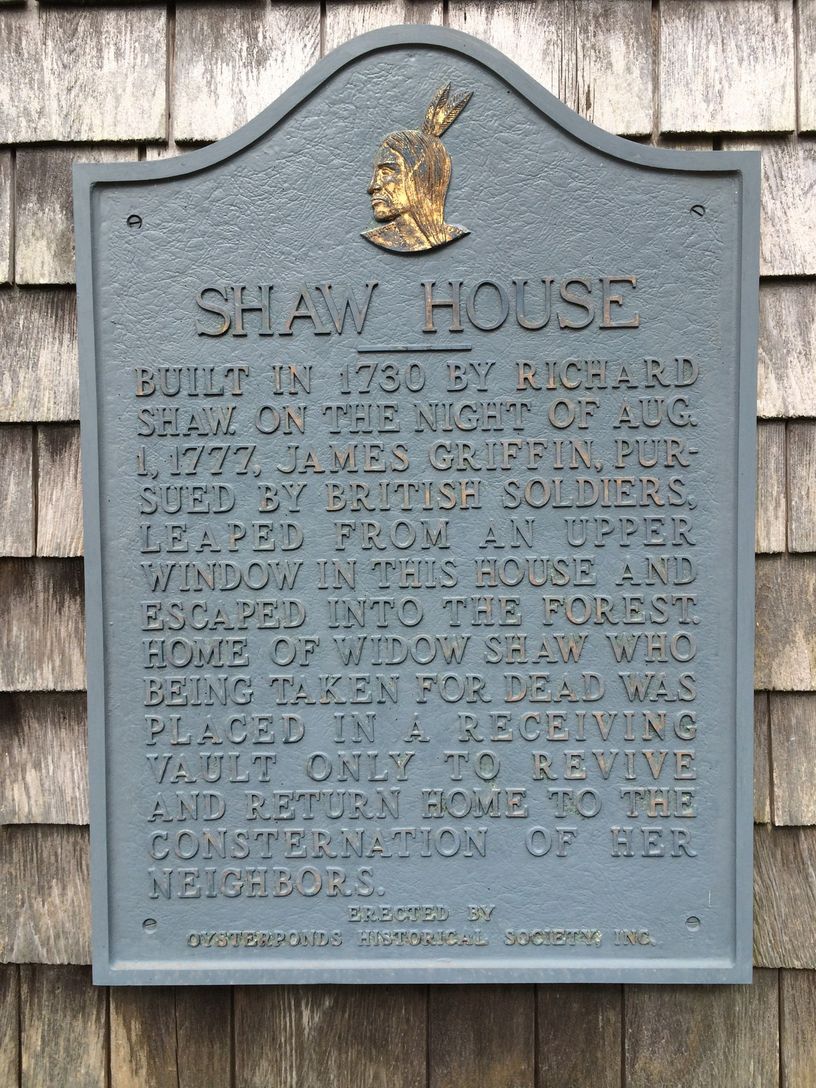 SHAW HOUSE
BUILT IN 1730 BY RICHARD
SHAW. ON THE NIGHT OF AUG.
1, 1777, JAMES GRIFFIN, PUR-
SUED BY BRITISH SOLDIERS,
LEAPED FROM AN UPPER
WINDOW IN THIS HOUSE AND
ESCAPED INTO THE FOREST.
HOME OF WIDOW SHAW WHO
BEING TAKEN FOR DEAD WAS
PLACED IN A RECEIVING
VAULT ONLY TO REVIVE
AND RETURN HOME TO THE
CONSTERNATION OF HER
NEIGHBORS.
ERECTED BY
OYSTERPONDS HISTORICAL SOCIETY, INC.